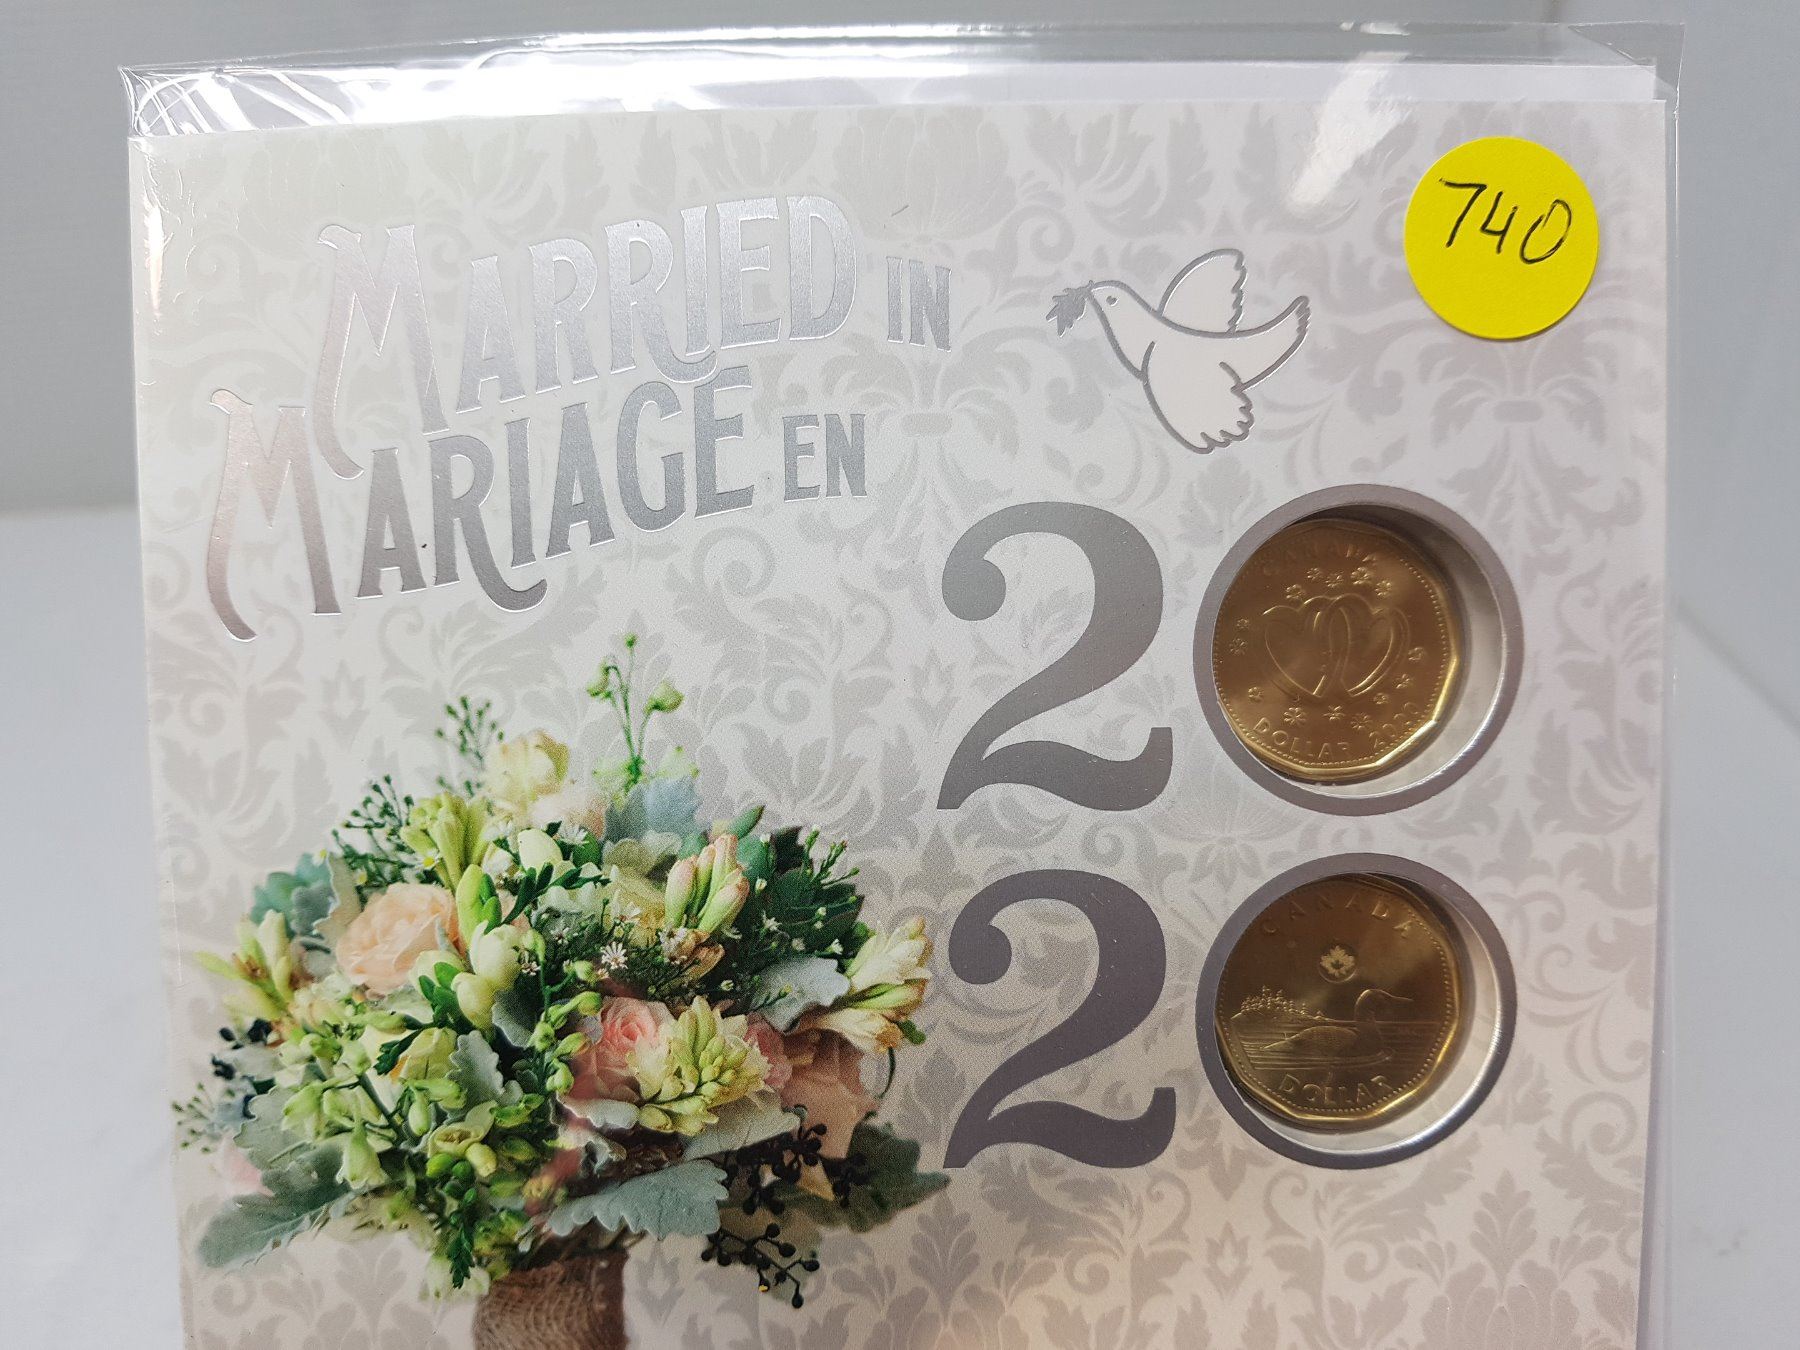 MARRIED IN
MARIAGE EN
740
2
CANADA
DOLLAR 2020
2
CANADA
DOLLAR